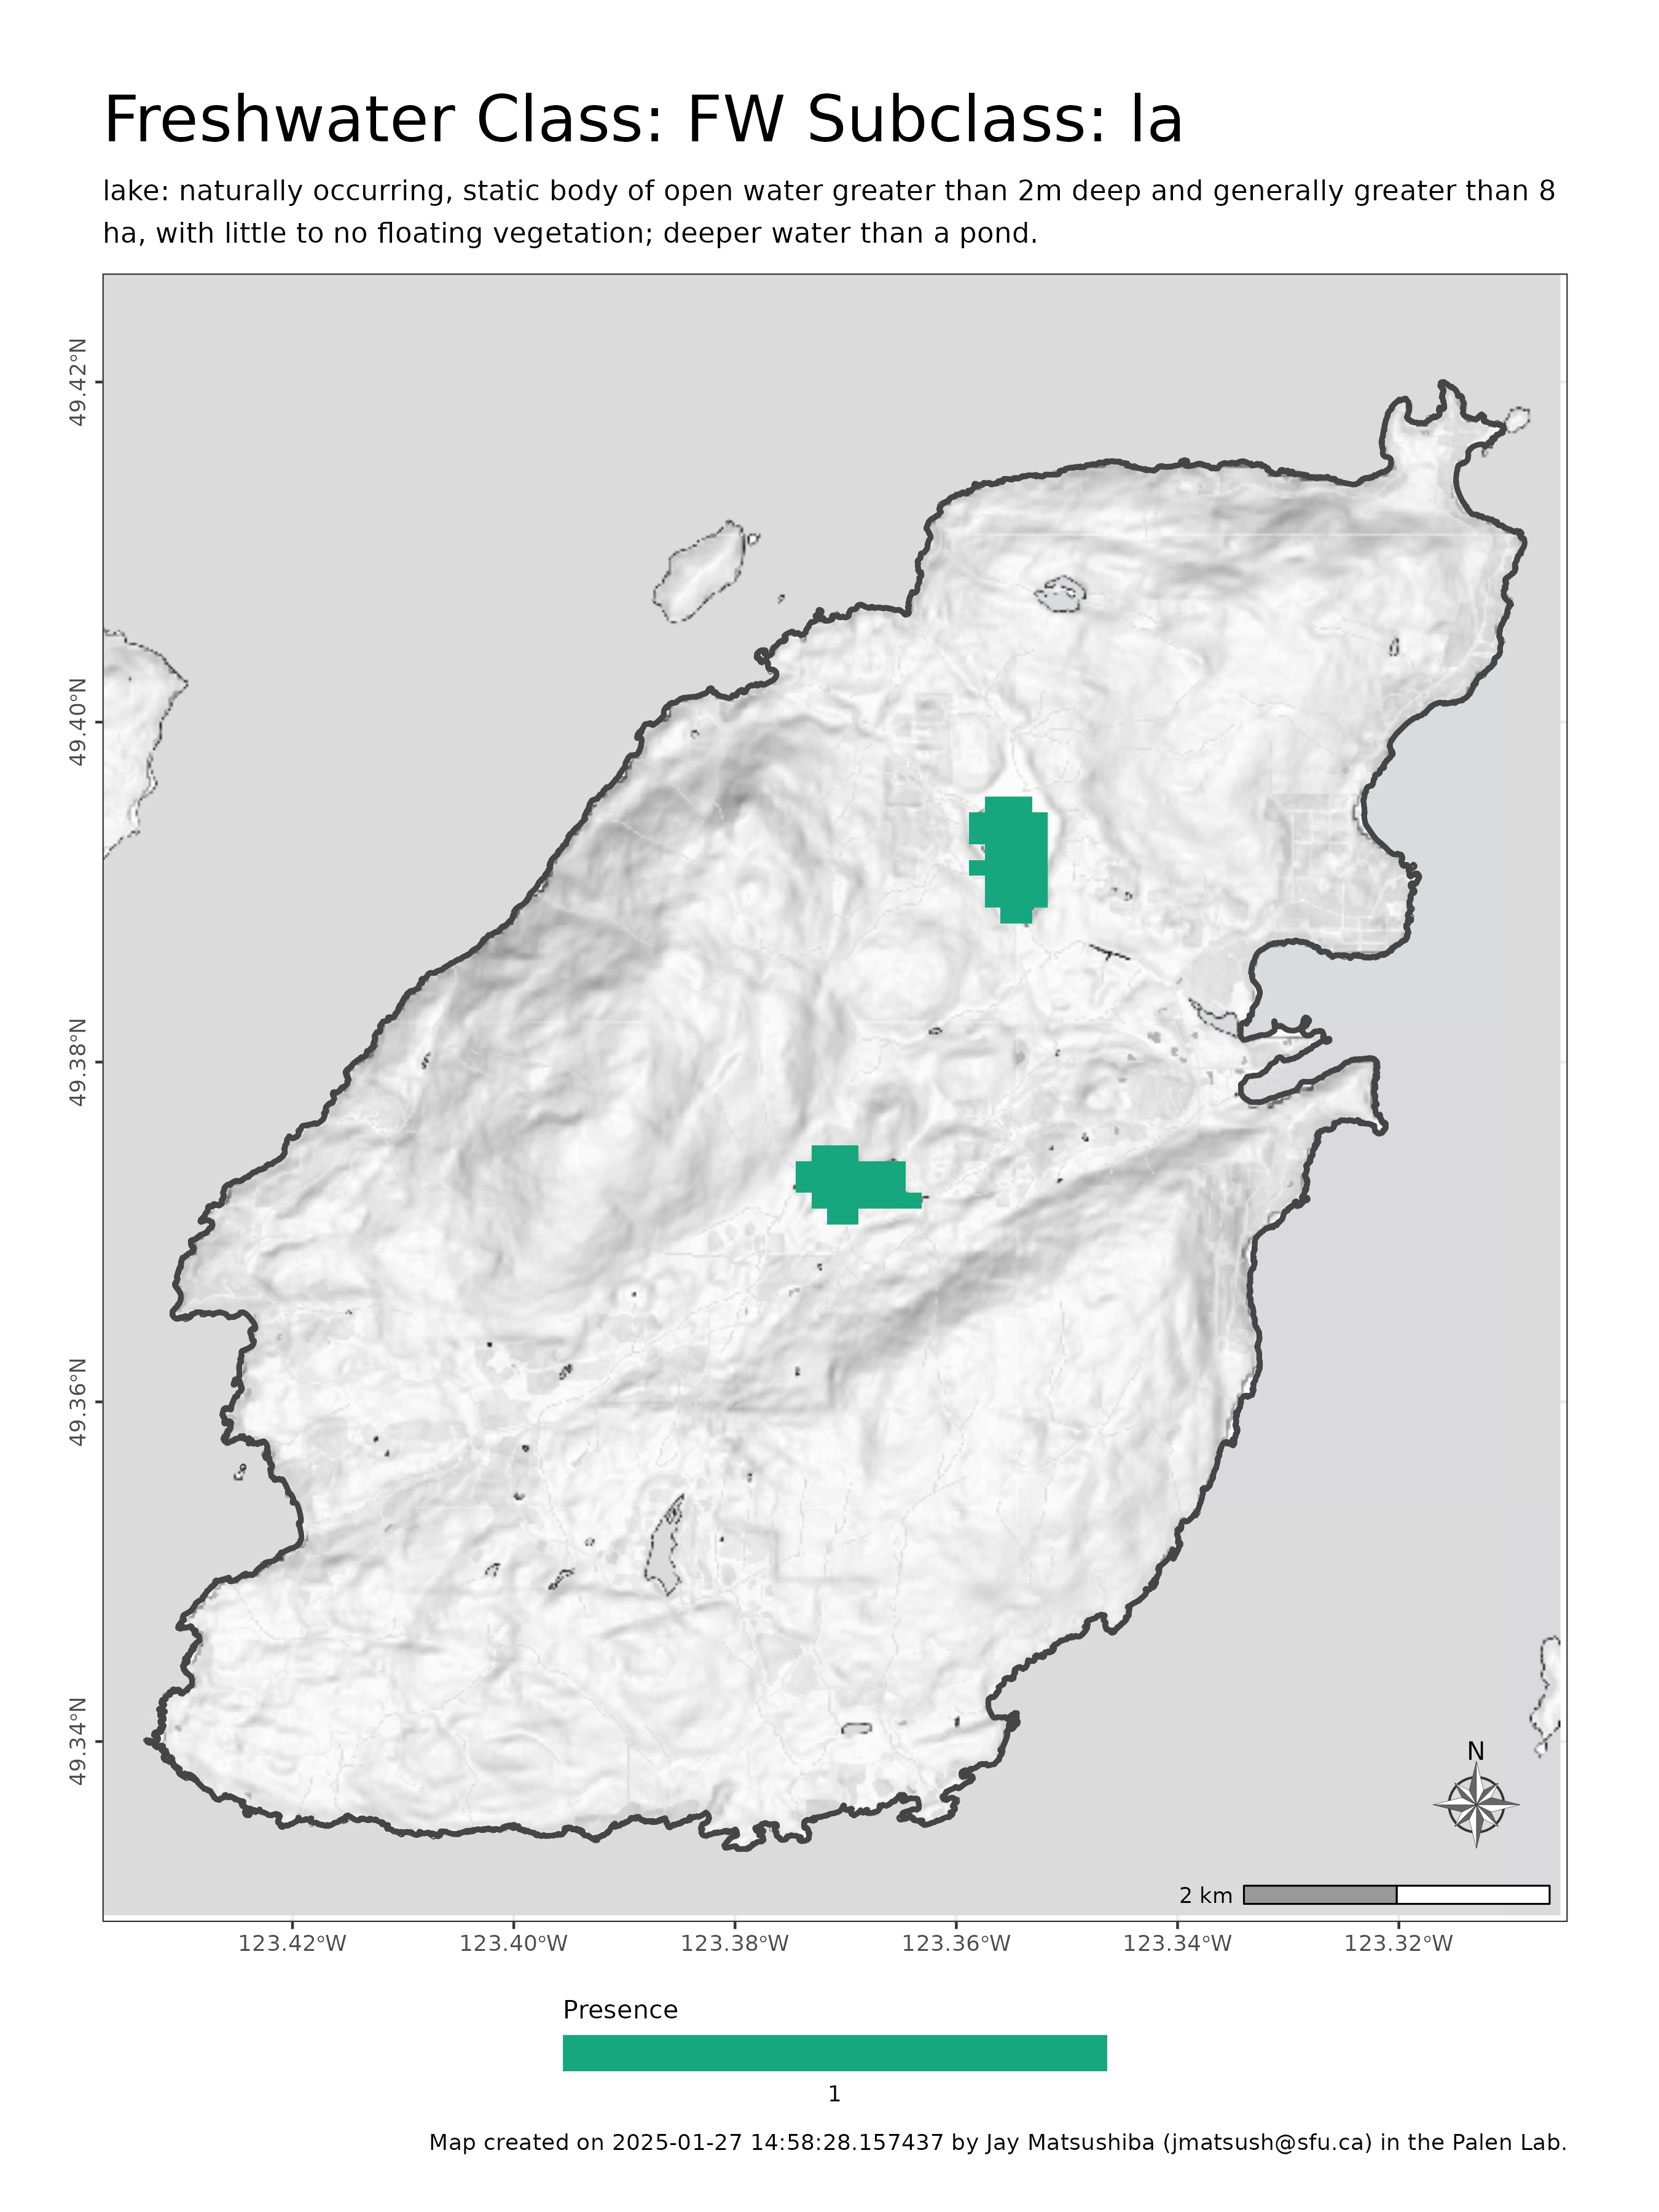 Freshwater Class: FW Subclass: la
lake: naturally occurring, static body of open water greater than 2m deep and generally greater than 8
ha, with little to no floating vegetation; deeper water than a pond.
49.42°N
49.40°N
49.38°N
49.36°N
49.34°N
N
2 km
123.42°W 123.40°W 123.38°W 123.36°W 123.34°W 123.32°W
Presence
1
Map created on 2025-01-27 14:58:28.157437 by Jay Matsushiba (jmatsush@sfu.ca) in the Palen Lab.